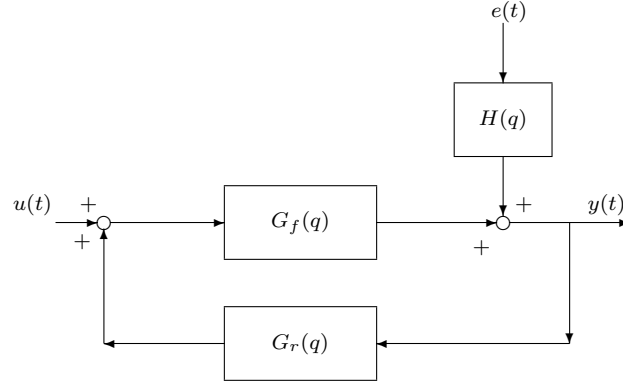 e(t)
H(q)
u(t)
+
+
G_f(q)
+
+
y(t)
G_r(q)